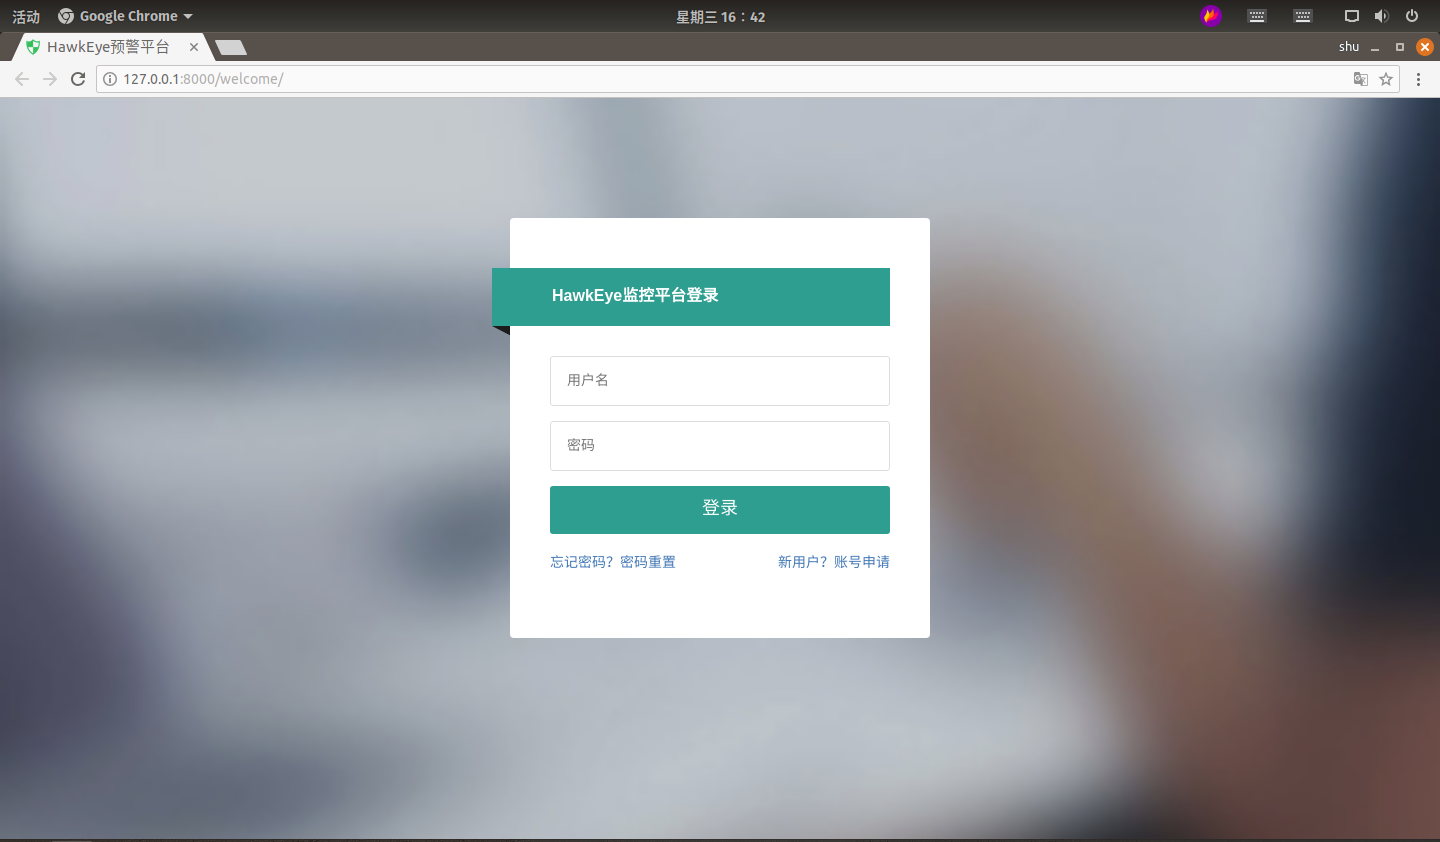 活动 Google Chrome 星期三 16：42
HawkEye预警平台 shu
127.0.0.1:8000/welcome/
HawkEye监控平台登录
用户名
密码
登录
忘记密码？密码重置 新用户？账号申请